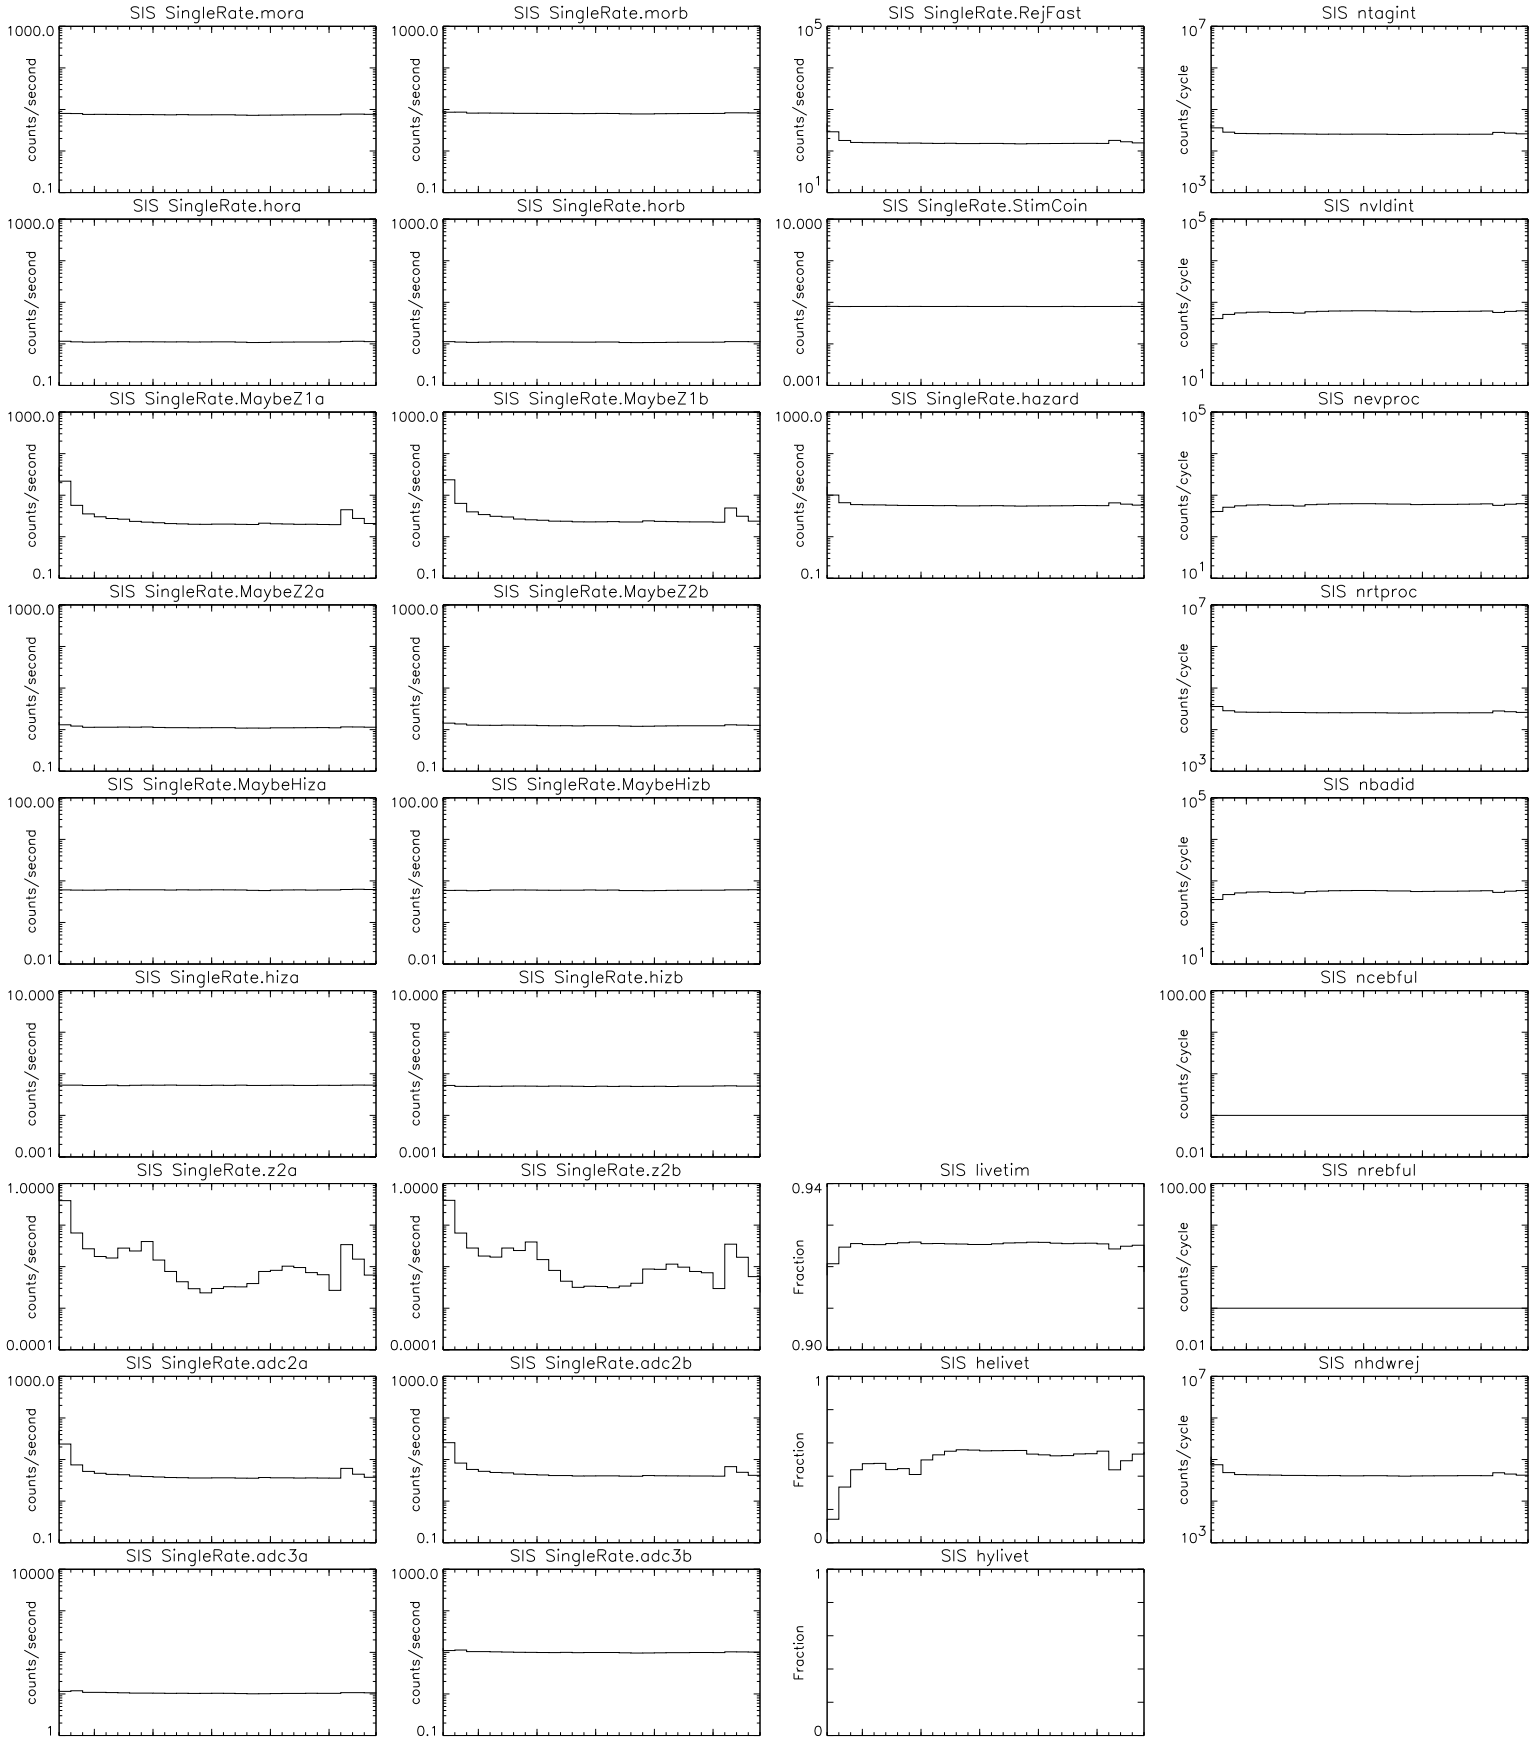 SIS SingleRate.mora
1000.0
counts/second
0.1
SIS SingleRate.morb
1000.0
counts/second
0.1
SIS SingleRate.RejFast
10^5
counts/second
10^1
SIS ntagint
10^7
counts/cycle
10^3
SIS SingleRate.hora
1000.0
counts/second
0.1
SIS SingleRate.horb
1000.0
counts/second
0.1
SIS SingleRate.StimCoin
10.000
counts/second
0.001
SIS nvldint
10^5
counts/cycle
10^1
SIS SingleRate.MaybeZ1a
1000.0
counts/second
0.1
SIS SingleRate.MaybeZ1b
1000.0
counts/second
0.1
SIS SingleRate.hazard
1000.0
counts/second
0.1
SIS nevproc
10^5
counts/cycle
10^1
SIS SingleRate.MaybeZ2a
1000.0
counts/second
0.1
SIS SingleRate.MaybeZ2b
1000.0
counts/second
0.1
SIS nrtproc
10^7
counts/cycle
10^3
SIS SingleRate.MaybeHiza
100.00
counts/second
0.01
SIS SingleRate.MaybeHizb
100.00
counts/second
0.01
SIS nbadid
10^5
counts/cycle
10^1
SIS SingleRate.hiza
10.000
counts/second
0.001
SIS SingleRate.hizb
10.000
counts/second
0.001
SIS ncebful
100.00
counts/cycle
0.01
SIS SingleRate.z2a
1.0000
counts/second
0.0001
SIS SingleRate.z2b
1.0000
counts/second
0.0001
SIS livetim
0.94
Fraction
0.90
SIS nrebful
100.00
counts/cycle
0.01
SIS SingleRate.adc2a
1000.0
counts/second
0.1
SIS SingleRate.adc2b
1000.0
counts/second
0.1
SIS helivet
1
Fraction
0
SIS nhdwrej
10^7
counts/cycle
10^3
SIS SingleRate.adc3a
10000
counts/second
1
SIS SingleRate.adc3b
1000.0
counts/second
0.1
SIS hylivet
1
Fraction
0